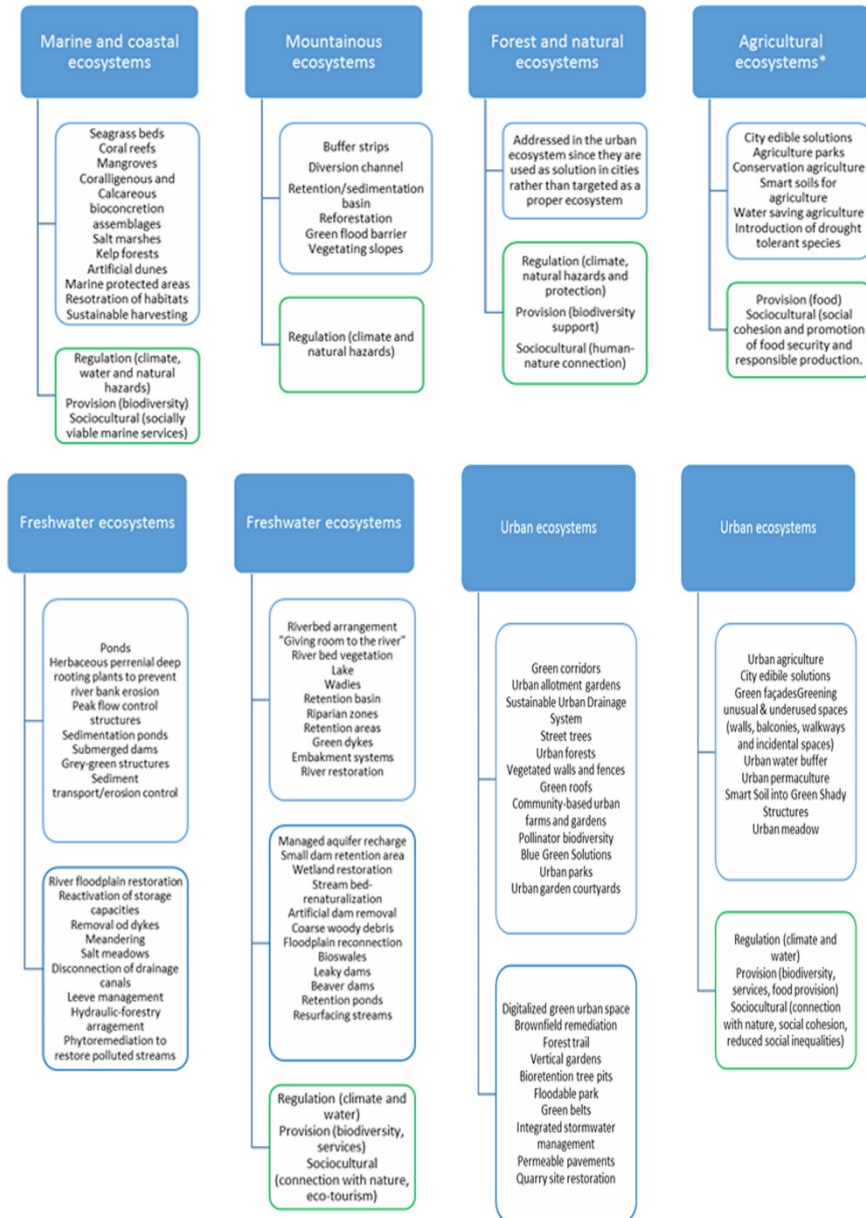 Marine and coastal
ecosystems
Seagrass beds
Coral reefs
Mangroves
Coralligenous and
Calcareous
bioconcretion
assemblages
Salt marshes
Kelp forests
Artificial dunes
Marine protected areas
Resotration of habitats
Sustainable harvesting
Regulation (climate,
water and natural
hazards)
Provision (biodiversity)
Sociocultural (socially
viable marine services)
Mountainous
ecosystems
Buffer strips
Diversion channel
Retention/sedimentation
basin
Reforestation
Green flood barrier
Vegetating slopes
Regulation (climate and
natural hazards)
Forest and natural
ecosystems
Addressed in the urban
ecosystem since they are
used as solution in cities
rather than targeted as a
proper ecosystem
Regulation (climate,
natural hazards and
protection)
Provision (biodiversity
support)
Sociocultural (human-
nature connection)
Agricultural
ecosystems*
City edible solutions
Agriculture parks
Conservation agriculture
Smart soils for
agriculture
Water saving agriculture
Introduction of drought
tolerant species
Provision (food)
Sociocultural (social
cohesion and promotion
of food security and
responsible production.
Freshwater ecosystems
Ponds
Herbaceous perrenial deep
rooting plants to prevent
river bank erosion
Peak flow control
structures
Sedimentation ponds
Submerged dams
Grey-green structures
Sediment
transport/erosion control
River floodplain restoration
Reactivation of storage
capacities
Removal od dykes
Meandering
Salt meadows
Disconnection of drainage
canals
Leeve management
Hydraulic-forestry
arragement
Phytoremediation to
restore polluted streams
Freshwater ecosystems
Riverbed arrangement
"Giving room to the river"
River bed vegetation
Lake
Wadies
Retention basin
Riparian zones
Retention areas
Green dykes
Embakment systems
River restoration
Managed aquifer recharge
Small dam retention area
Wetland restoration
Stream bed-
renaturalization
Artificial dam removal
Coarse woody debris
Floodplain reconnection
Bioswales
Leaky dams
Beaver dams
Retention ponds
Resurfacing streams
Regulation (climate and
water)
Provision (biodiversity,
services)
Sociocultural
(connection with nature,
eco-tourism)
Urban ecosystems
Green corridors
Urban allotment gardens
Sustainable Urban Drainage
System
Street trees
Urban forests
Vegetated walls and fences
Green roofs
Community-based urban
farms and gardens
Pollinator biodiversity
Blue Green Solutions
Urban parks
Urban garden courtyards
Digitalized green urban space
Brownfield remediation
Forest trail
Vertical gardens
Bioretention tree pits
Floodable park
Green belts
Integrated stormwater
management
Permeable pavements
Quarry site restoration
Urban ecosystems
Urban agriculture
City edibile solutions
Green façadesGreening
unusual & underused spaces
(walls, balconies, walkways
and incidental spaces)
Urban water buffer
Urban permaculture
Smart Soil into Green Shady
Structures
Urban meadow
Regulation (climate and
water)
Provision (biodiversity,
services, food provision)
Sociocultural (connection
with nature, social cohesion,
reduced social inequalities)